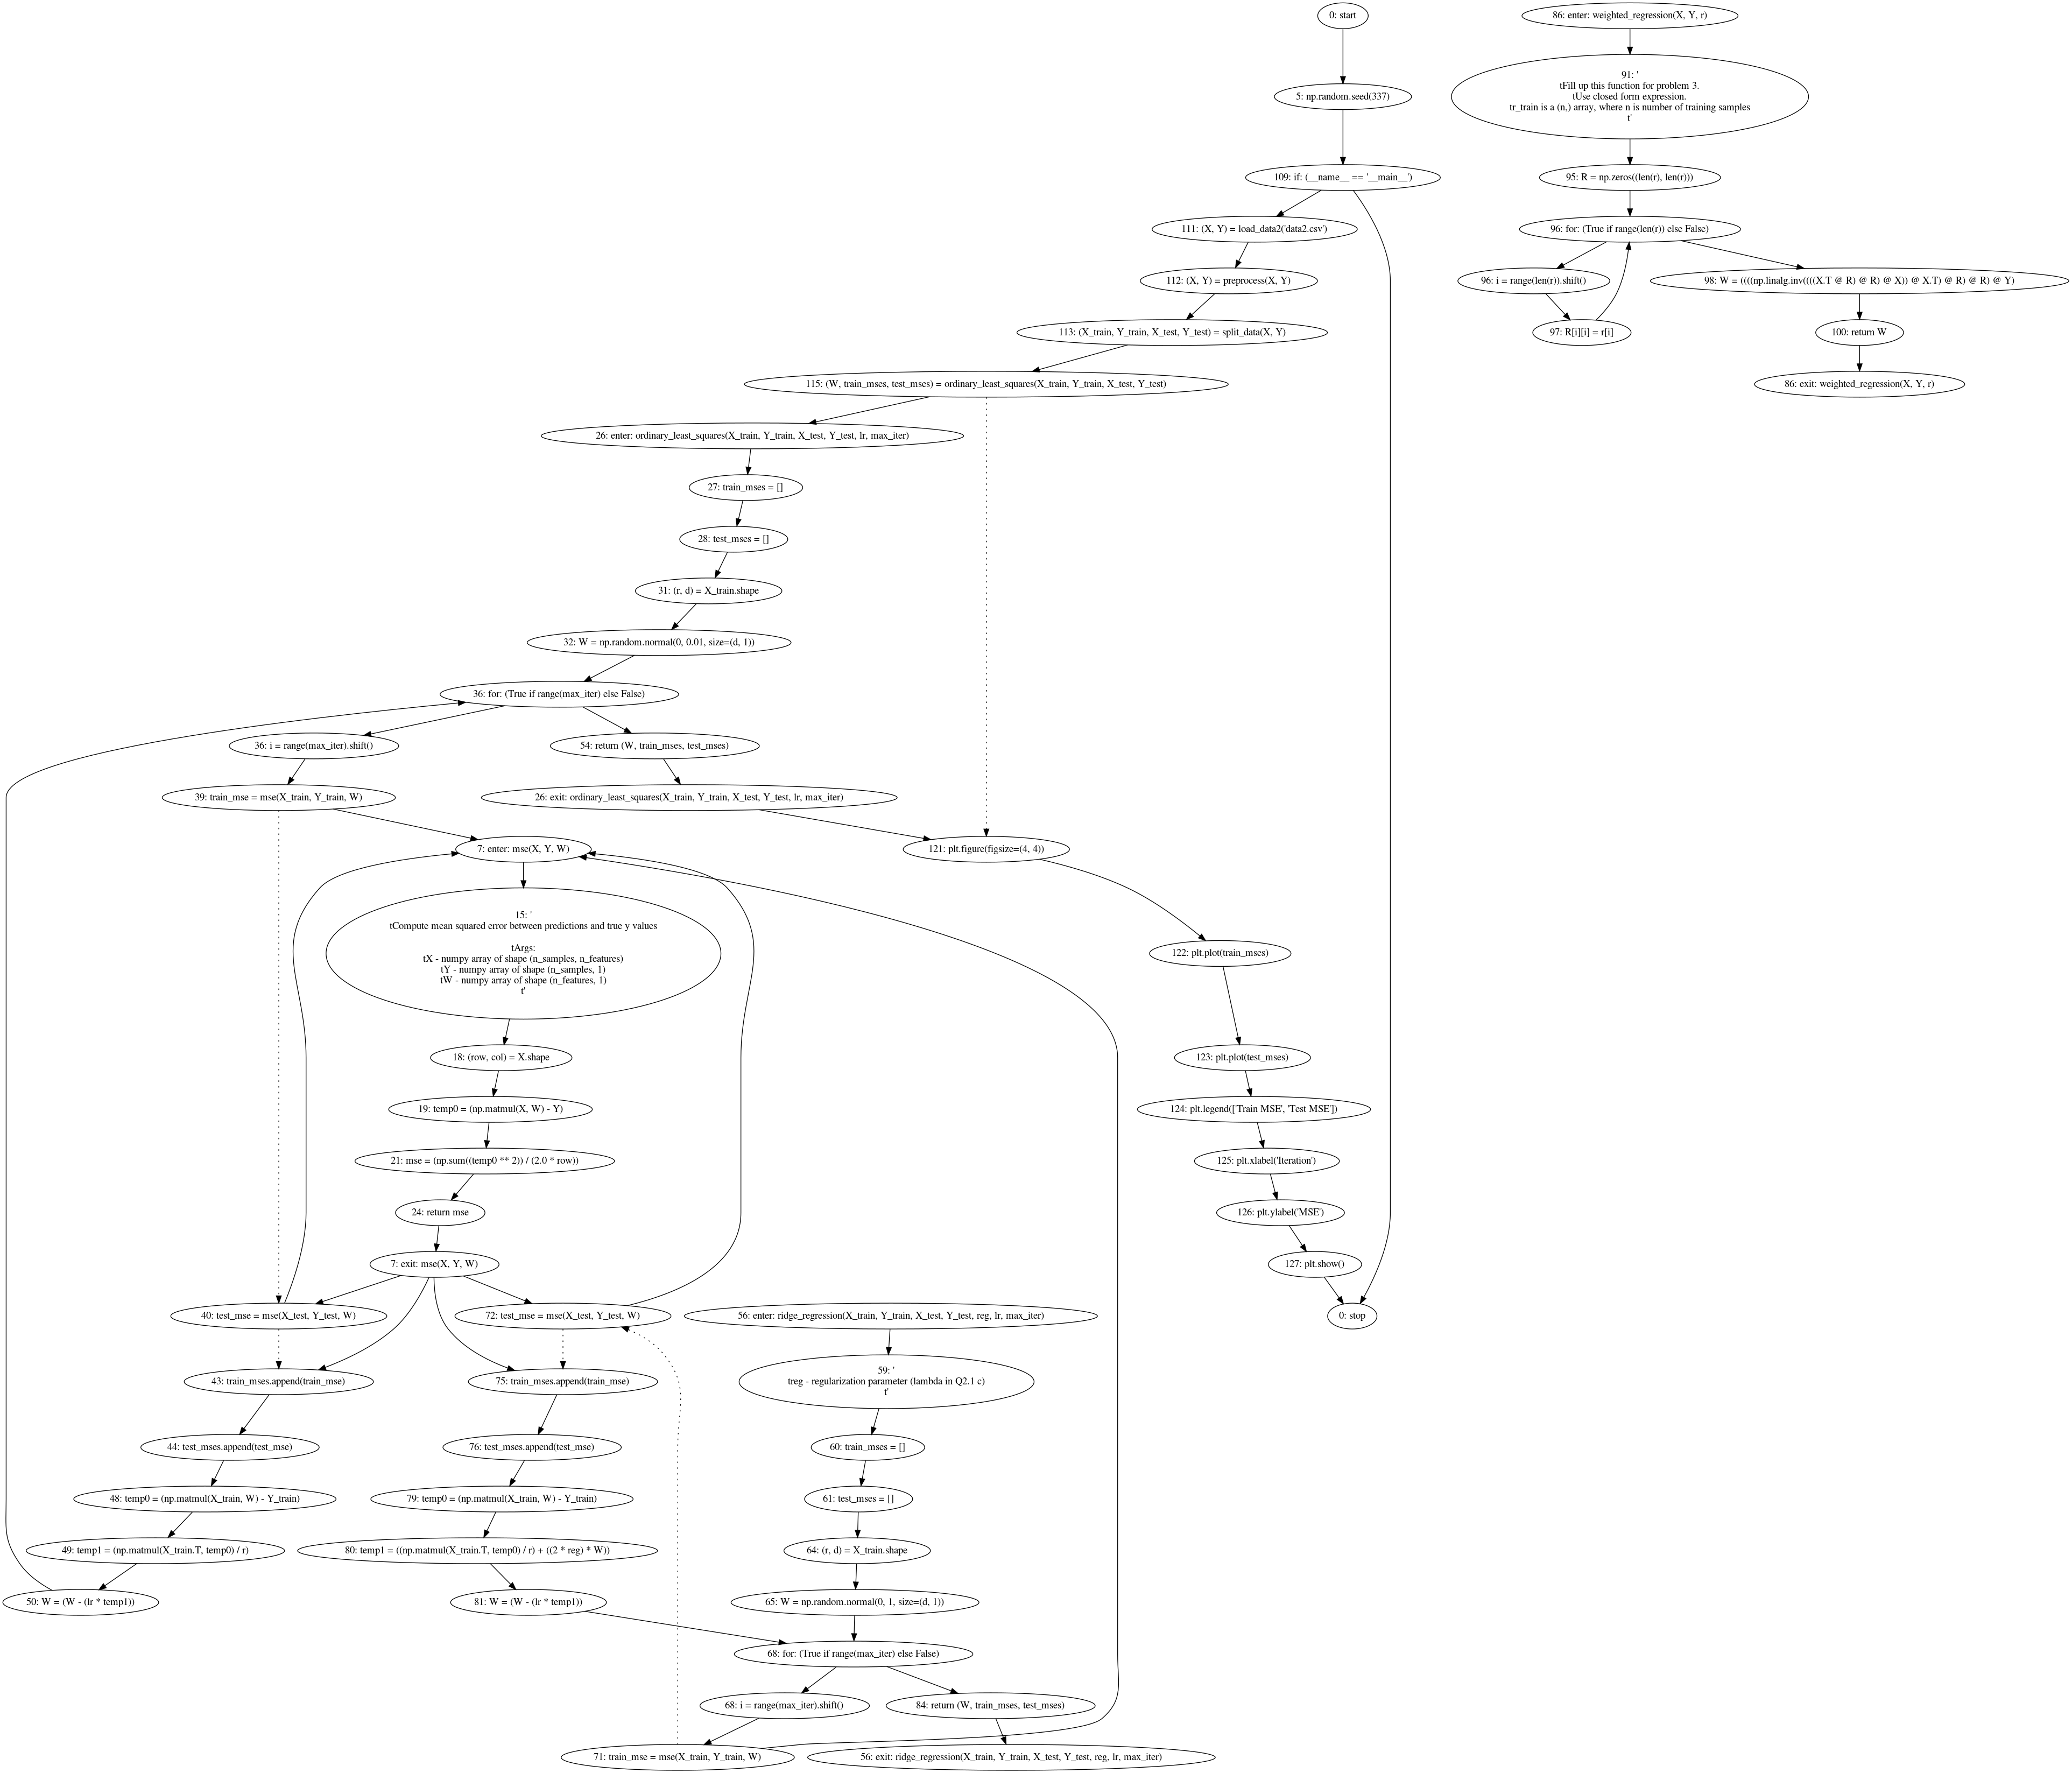 0: start
5: np.random.seed(337)
109: if: (__name__ == '__main__')
111: (X, Y) = load_data2('data2.csv')
112: (X, Y) = preprocess(X, Y)
113: (X_train, Y_train, X_test, Y_test) = split_data(X, Y)
115: (W, train_mses, test_mses) = ordinary_least_squares(X_train, Y_train, X_test, Y_test)
26: enter: ordinary_least_squares(X_train, Y_train, X_test, Y_test, lr, max_iter)
27: train_mses = []
28: test_mses = []
31: (r, d) = X_train.shape
32: W = np.random.normal(0, 0.01, size=(d, 1))
36: for: (True if range(max_iter) else False)
36: i = range(max_iter).shift()
54: return (W, train_mses, test_mses)
39: train_mse = mse(X_train, Y_train, W)
26: exit: ordinary_least_squares(X_train, Y_train, X_test, Y_test, lr, max_iter)
7: enter: mse(X, Y, W)
15: '
tCompute mean squared error between predictions and true y values
tArgs:
tX - numpy array of shape (n_samples, n_features)
tY - numpy array of shape (n_samples, 1)
tW - numpy array of shape (n_features, 1)
t'
18: (row, col) = X.shape
19: temp0 = (np.matmul(X, W) - Y)
21: mse = (np.sum((temp0 ** 2)) / (2.0 * row))
24: return mse
7: exit: mse(X, Y, W)
40: test_mse = mse(X_test, Y_test, W)
43: train_mses.append(train_mse)
44: test_mses.append(test_mse)
48: temp0 = (np.matmul(X_train, W) - Y_train)
49: temp1 = (np.matmul(X_train.T, temp0) / r)
50: W = (W - (lr * temp1))
72: test_mse = mse(X_test, Y_test, W)
75: train_mses.append(train_mse)
76: test_mses.append(test_mse)
79: temp0 = (np.matmul(X_train, W) - Y_train)
80: temp1 = ((np.matmul(X_train.T, temp0) / r) + ((2 * reg) * W))
81: W = (W - (lr * temp1))
56: enter: ridge_regression(X_train, Y_train, X_test, Y_test, reg, lr, max_iter)
59: '
treg - regularization parameter (lambda in Q2.1 c)
t'
60: train_mses = []
61: test_mses = []
64: (r, d) = X_train.shape
65: W = np.random.normal(0, 1, size=(d, 1))
68: for: (True if range(max_iter) else False)
68: i = range(max_iter).shift()
84: return (W, train_mses, test_mses)
71: train_mse = mse(X_train, Y_train, W)
56: exit: ridge_regression(X_train, Y_train, X_test, Y_test, reg, lr, max_iter)
121: plt.figure(figsize=(4, 4))
122: plt.plot(train_mses)
123: plt.plot(test_mses)
124: plt.legend(['Train MSE', 'Test MSE'])
125: plt.xlabel('Iteration')
126: plt.ylabel('MSE')
127: plt.show()
0: stop
86: enter: weighted_regression(X, Y, r)
91: '
tFill up this function for problem 3.
tUse closed form expression.
tr_train is a (n,) array, where n is number of training samples
t'
95: R = np.zeros((len(r), len(r)))
96: for: (True if range(len(r)) else False)
96: i = range(len(r)).shift()
97: R[i][i] = r[i]
98: W = ((((np.linalg.inv((((X.T @ R) @ R) @ X)) @ X.T) @ R) @ R) @ Y)
100: return W
86: exit: weighted_regression(X, Y, r)